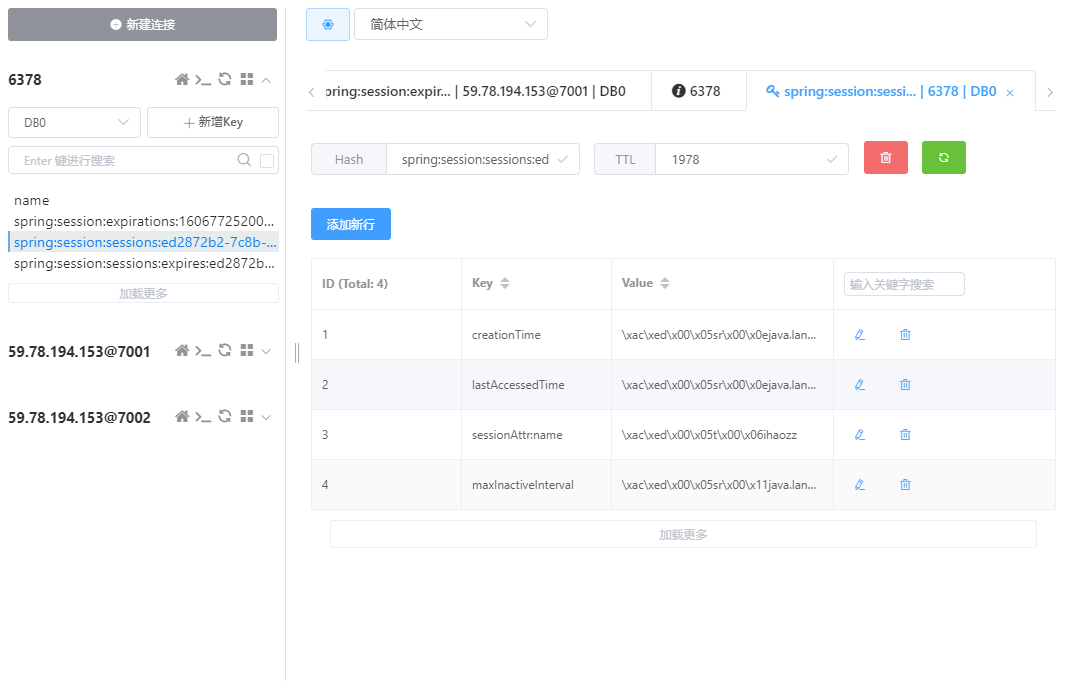 新建连接
6378
DB0
新增Key
Enter 键进行搜索
name
spring:session:expirations:16067725200...
spring:session:sessions:ed2872b2-7c8b-...
spring:session:sessions:expires:ed2872b...
加载更多
59.78.194.153@7001
59.78.194.153@7002
简体中文
pring:session:expir... | 59.78.194.153@7001 | DB0
6378
spring:session:sessi... | 6378 | DB0
Hash
spring:session:sessions:ed
TTL
1978
添加新行
ID (Total: 4)
Key
Value
输入关键字搜索
1
creationTime
\xac\xed\x00\x05sr\x00\x0ejava.lan...
2
lastAccessedTime
\xac\xed\x00\x05sr\x00\x0ejava.lan...
3
sessionAttr:name
\xac\xed\x00\x05t\x00\x06ihaozz
4
maxInactiveInterval
\xac\xed\x00\x05sr\x00\x11java.lan...
加载更多